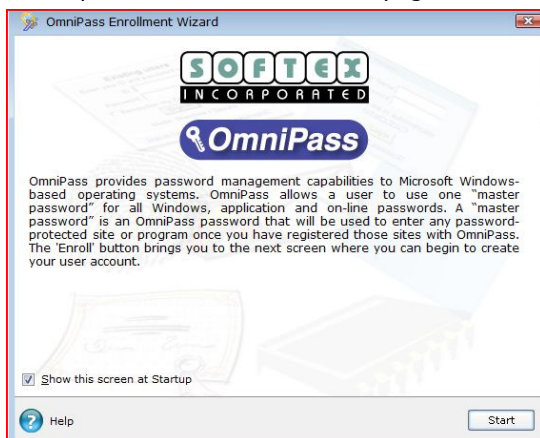 OmniPass Enrollment Wizard
SOFTEX
INCORPORATED
OmniPass
OmniPass provides password management capabilities to Microsoft Windows-
based operating systems. OmniPass allows a user to use one "master
password" for all Windows, application and on-line passwords. A "master
password" is an OmniPass password that will be used to enter any password-
protected site or program once you have registered those sites with OmniPass.
The 'Enroll' button brings you to the next screen where you can begin to create
your user account.
Show this screen at Startup
Help
Start